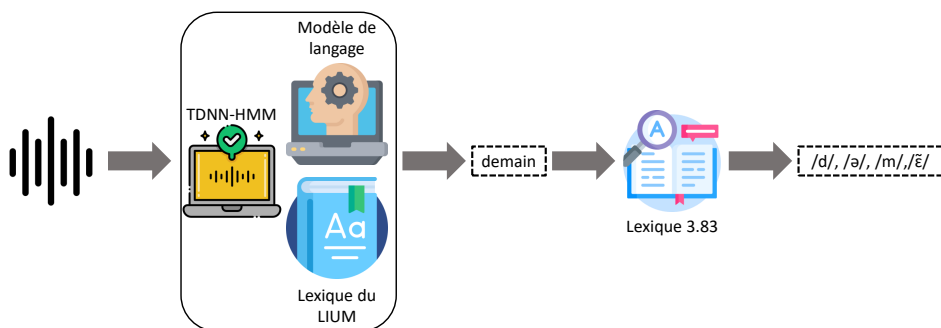 Modèle de
langage
TDNN-HMM
Aa
Lexique du
LIUM
demain
A
Lexique 3.83
/d/, /ə/, /m/,/ɛ̃/